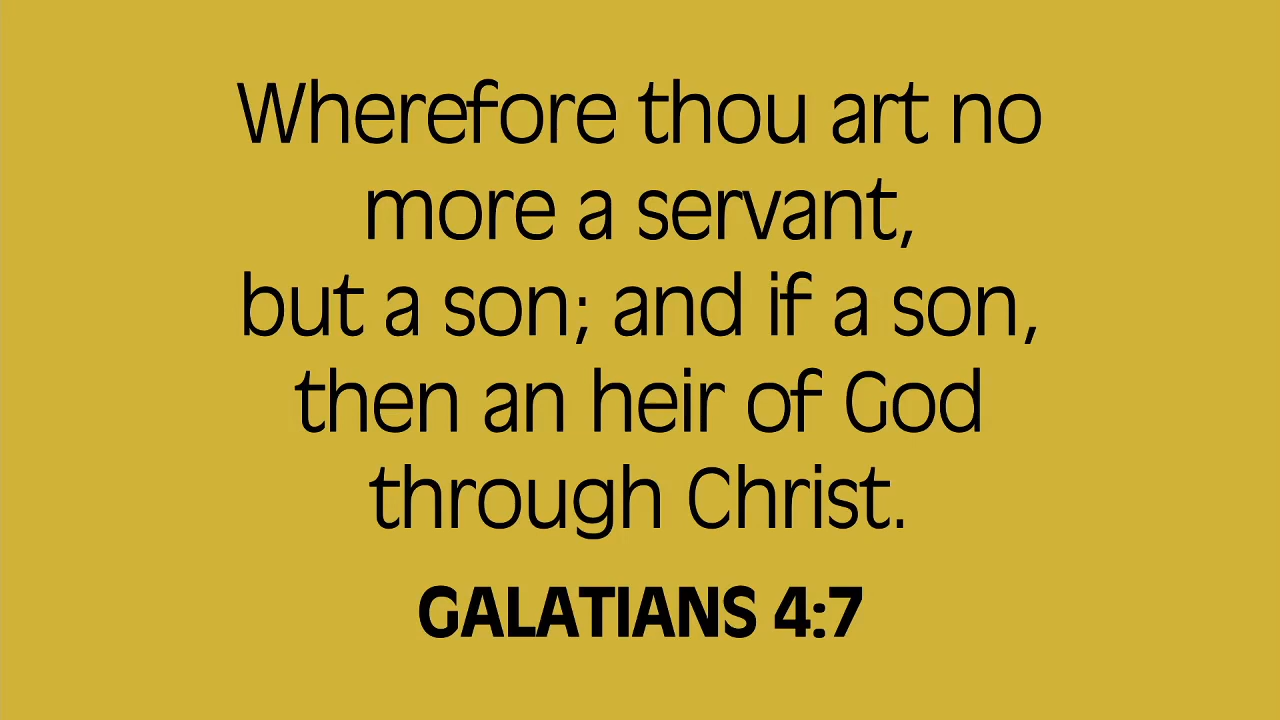 Wherefore thou art no
more a servant,
but a son; and if a son,
then an heir of God
through Christ.
GALATIANS 4:7